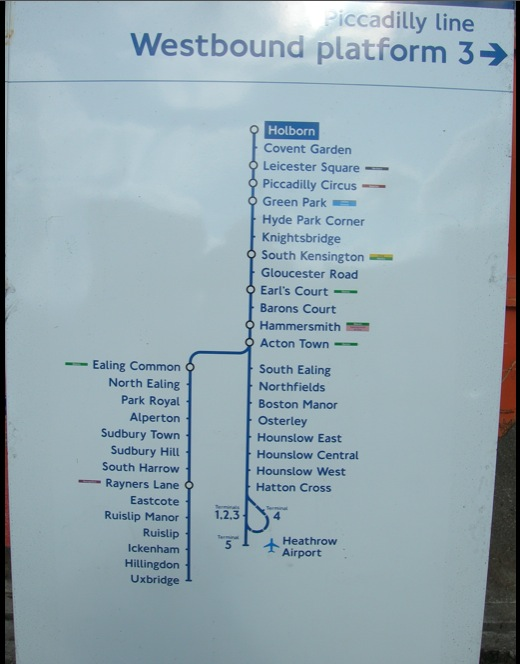 Piccadilly line
Westbound platform 3
Holborn
Covent Garden
Leicester Square
Piccadilly Circus
Green Park
Hyde Park Corner
Knightsbridge
South Kensington
Gloucester Road
Earl's Court
Barons Court
Hammersmith
Acton Town
Ealing Common
North Ealing
Park Royal
Alperton
Sudbury Town
Sudbury Hill
South Harrow
Rayners Lane
Eastcote
Ruislip Manor
Ruislip
Ickenham
Hillingdon
Uxbridge
South Ealing
Northfields
Boston Manor
Osterley
Hounslow East
Hounslow Central
Hounslow West
Hatton Cross
Terminals
1,2,3
Terminal
4
Terminal
5
Heathrow
Airport